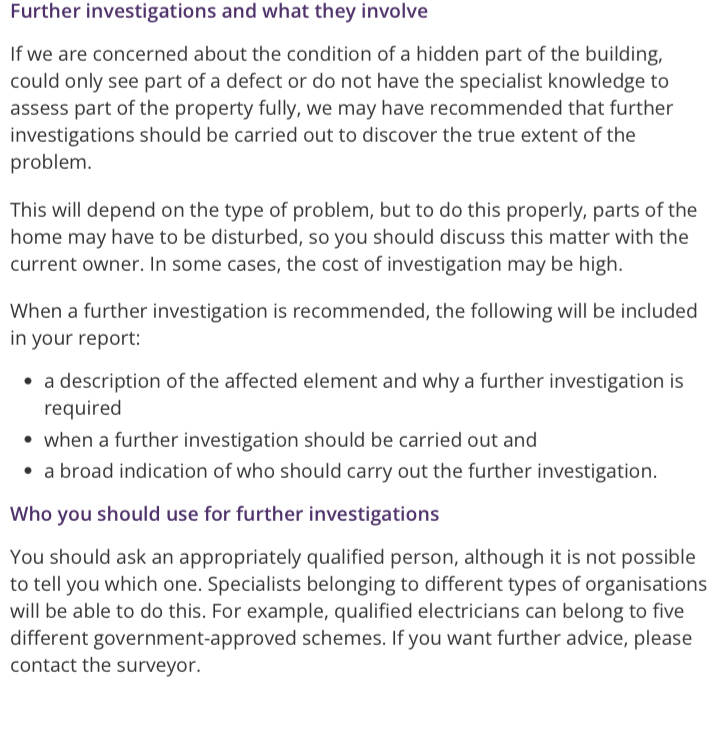 Further investigations and what they involve
If we are concerned about the condition of a hidden part of the building,
could only see part of a defect or do not have the specialist knowledge to
assess part of the property fully, we may have recommended that further
investigations should be carried out to discover the true extent of the
problem.
This will depend on the type of problem, but to do this properly, parts of the
home may have to be disturbed, so you should discuss this matter with the
current owner. In some cases, the cost of investigation may be high.
When a further investigation is recommended, the following will be included
in your report:
• a description of the affected element and why a further investigation is
required
• when a further investigation should be carried out and
• a broad indication of who should carry out the further investigation.
Who you should use for further investigations
You should ask an appropriately qualified person, although it is not possible
to tell you which one. Specialists belonging to different types of organisations
will be able to do this. For example, qualified electricians can belong to five
different government-approved schemes. If you want further advice, please
contact the surveyor.